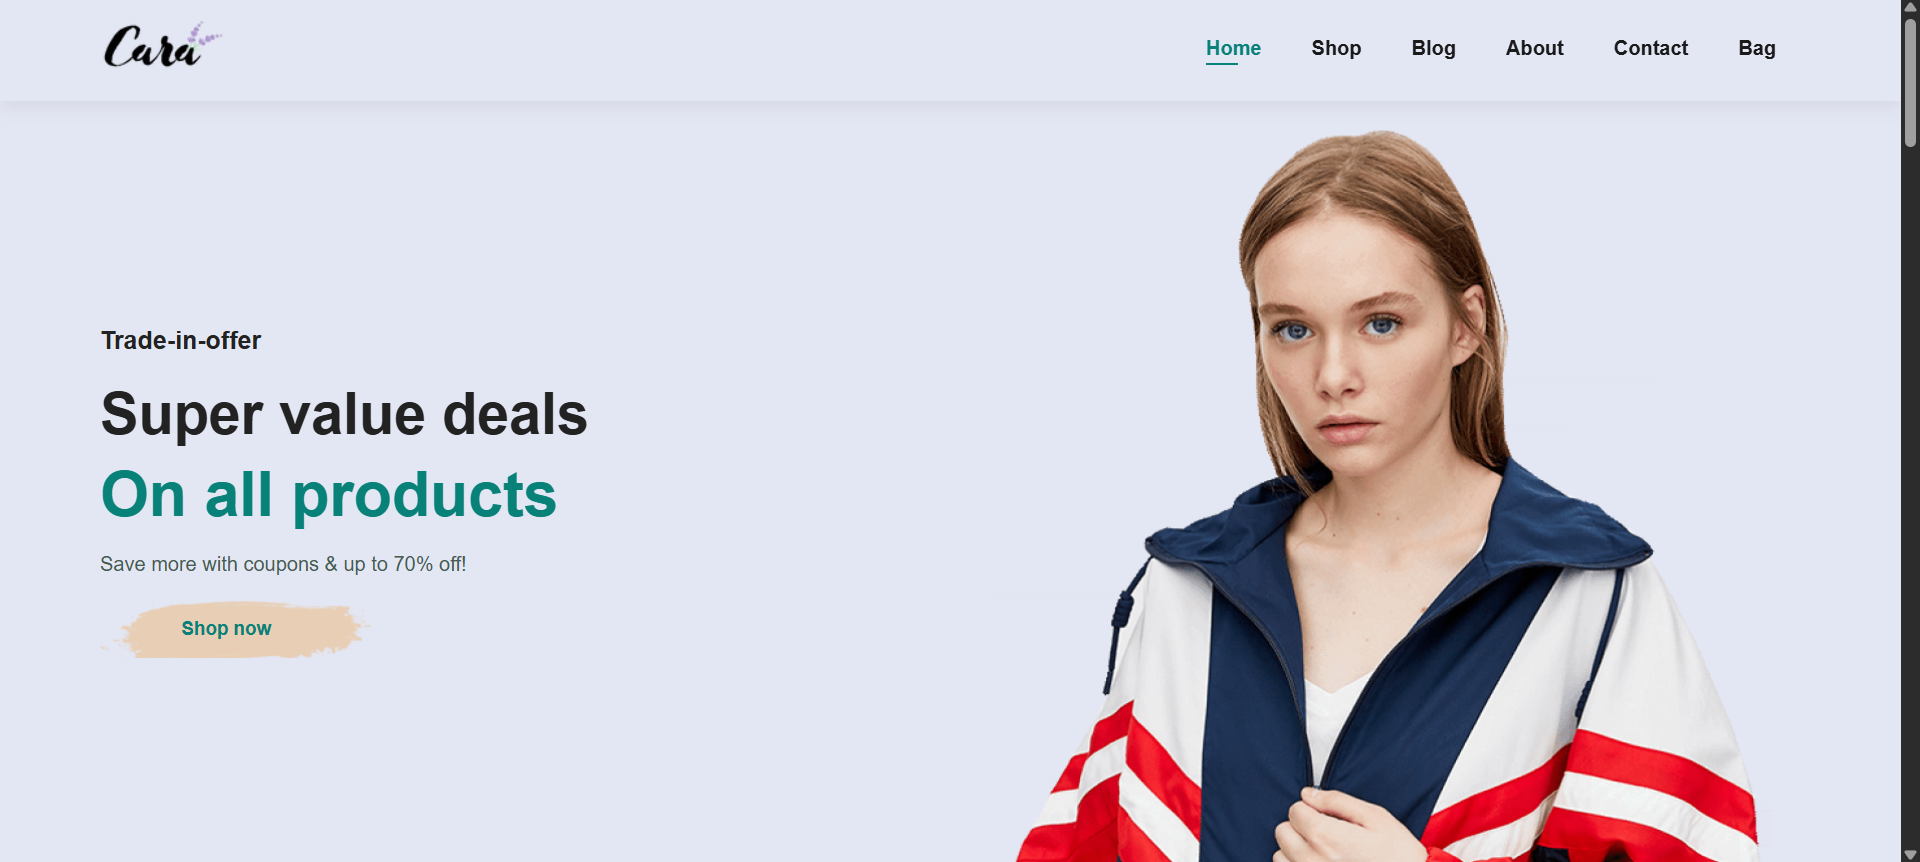 Cara
Home Shop Blog About Contact Bag
Trade-in-offer
Super value deals
On all products
Save more with coupons & up to 70% off!
Shop now